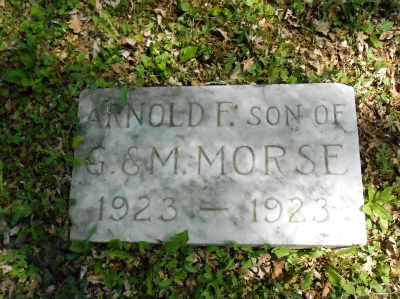 ARNOLD F. SON OF
G. & M. MORSE
1923 — 1923